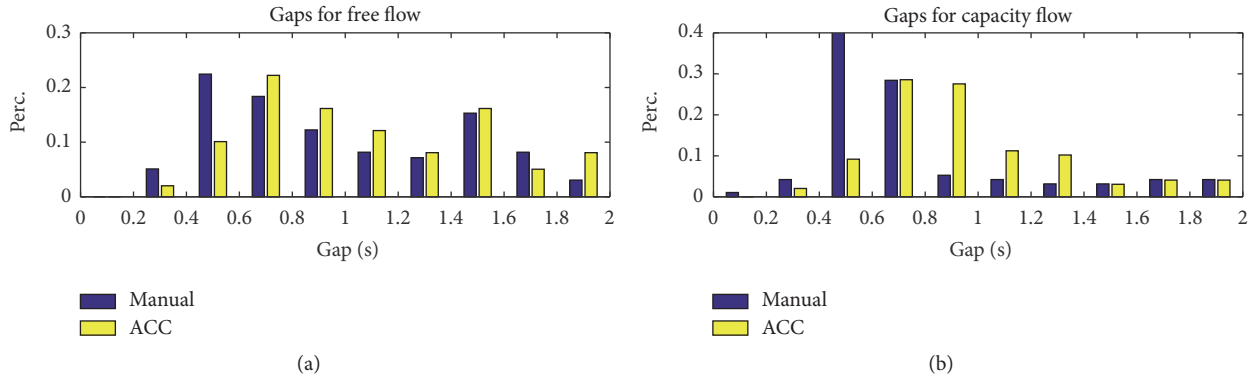 Gaps for free flow
0.3
0.2
0.1
0
Perc.
0 0.2 0.4 0.6 0.8 1 1.2 1.4 1.6 1.8 2
Gap (s)
Manual
ACC
(a)
Gaps for capacity flow
0.4
0.3
0.2
0.1
0
Perc.
0 0.2 0.4 0.6 0.8 1 1.2 1.4 1.6 1.8 2
Gap (s)
Manual
ACC
(b)